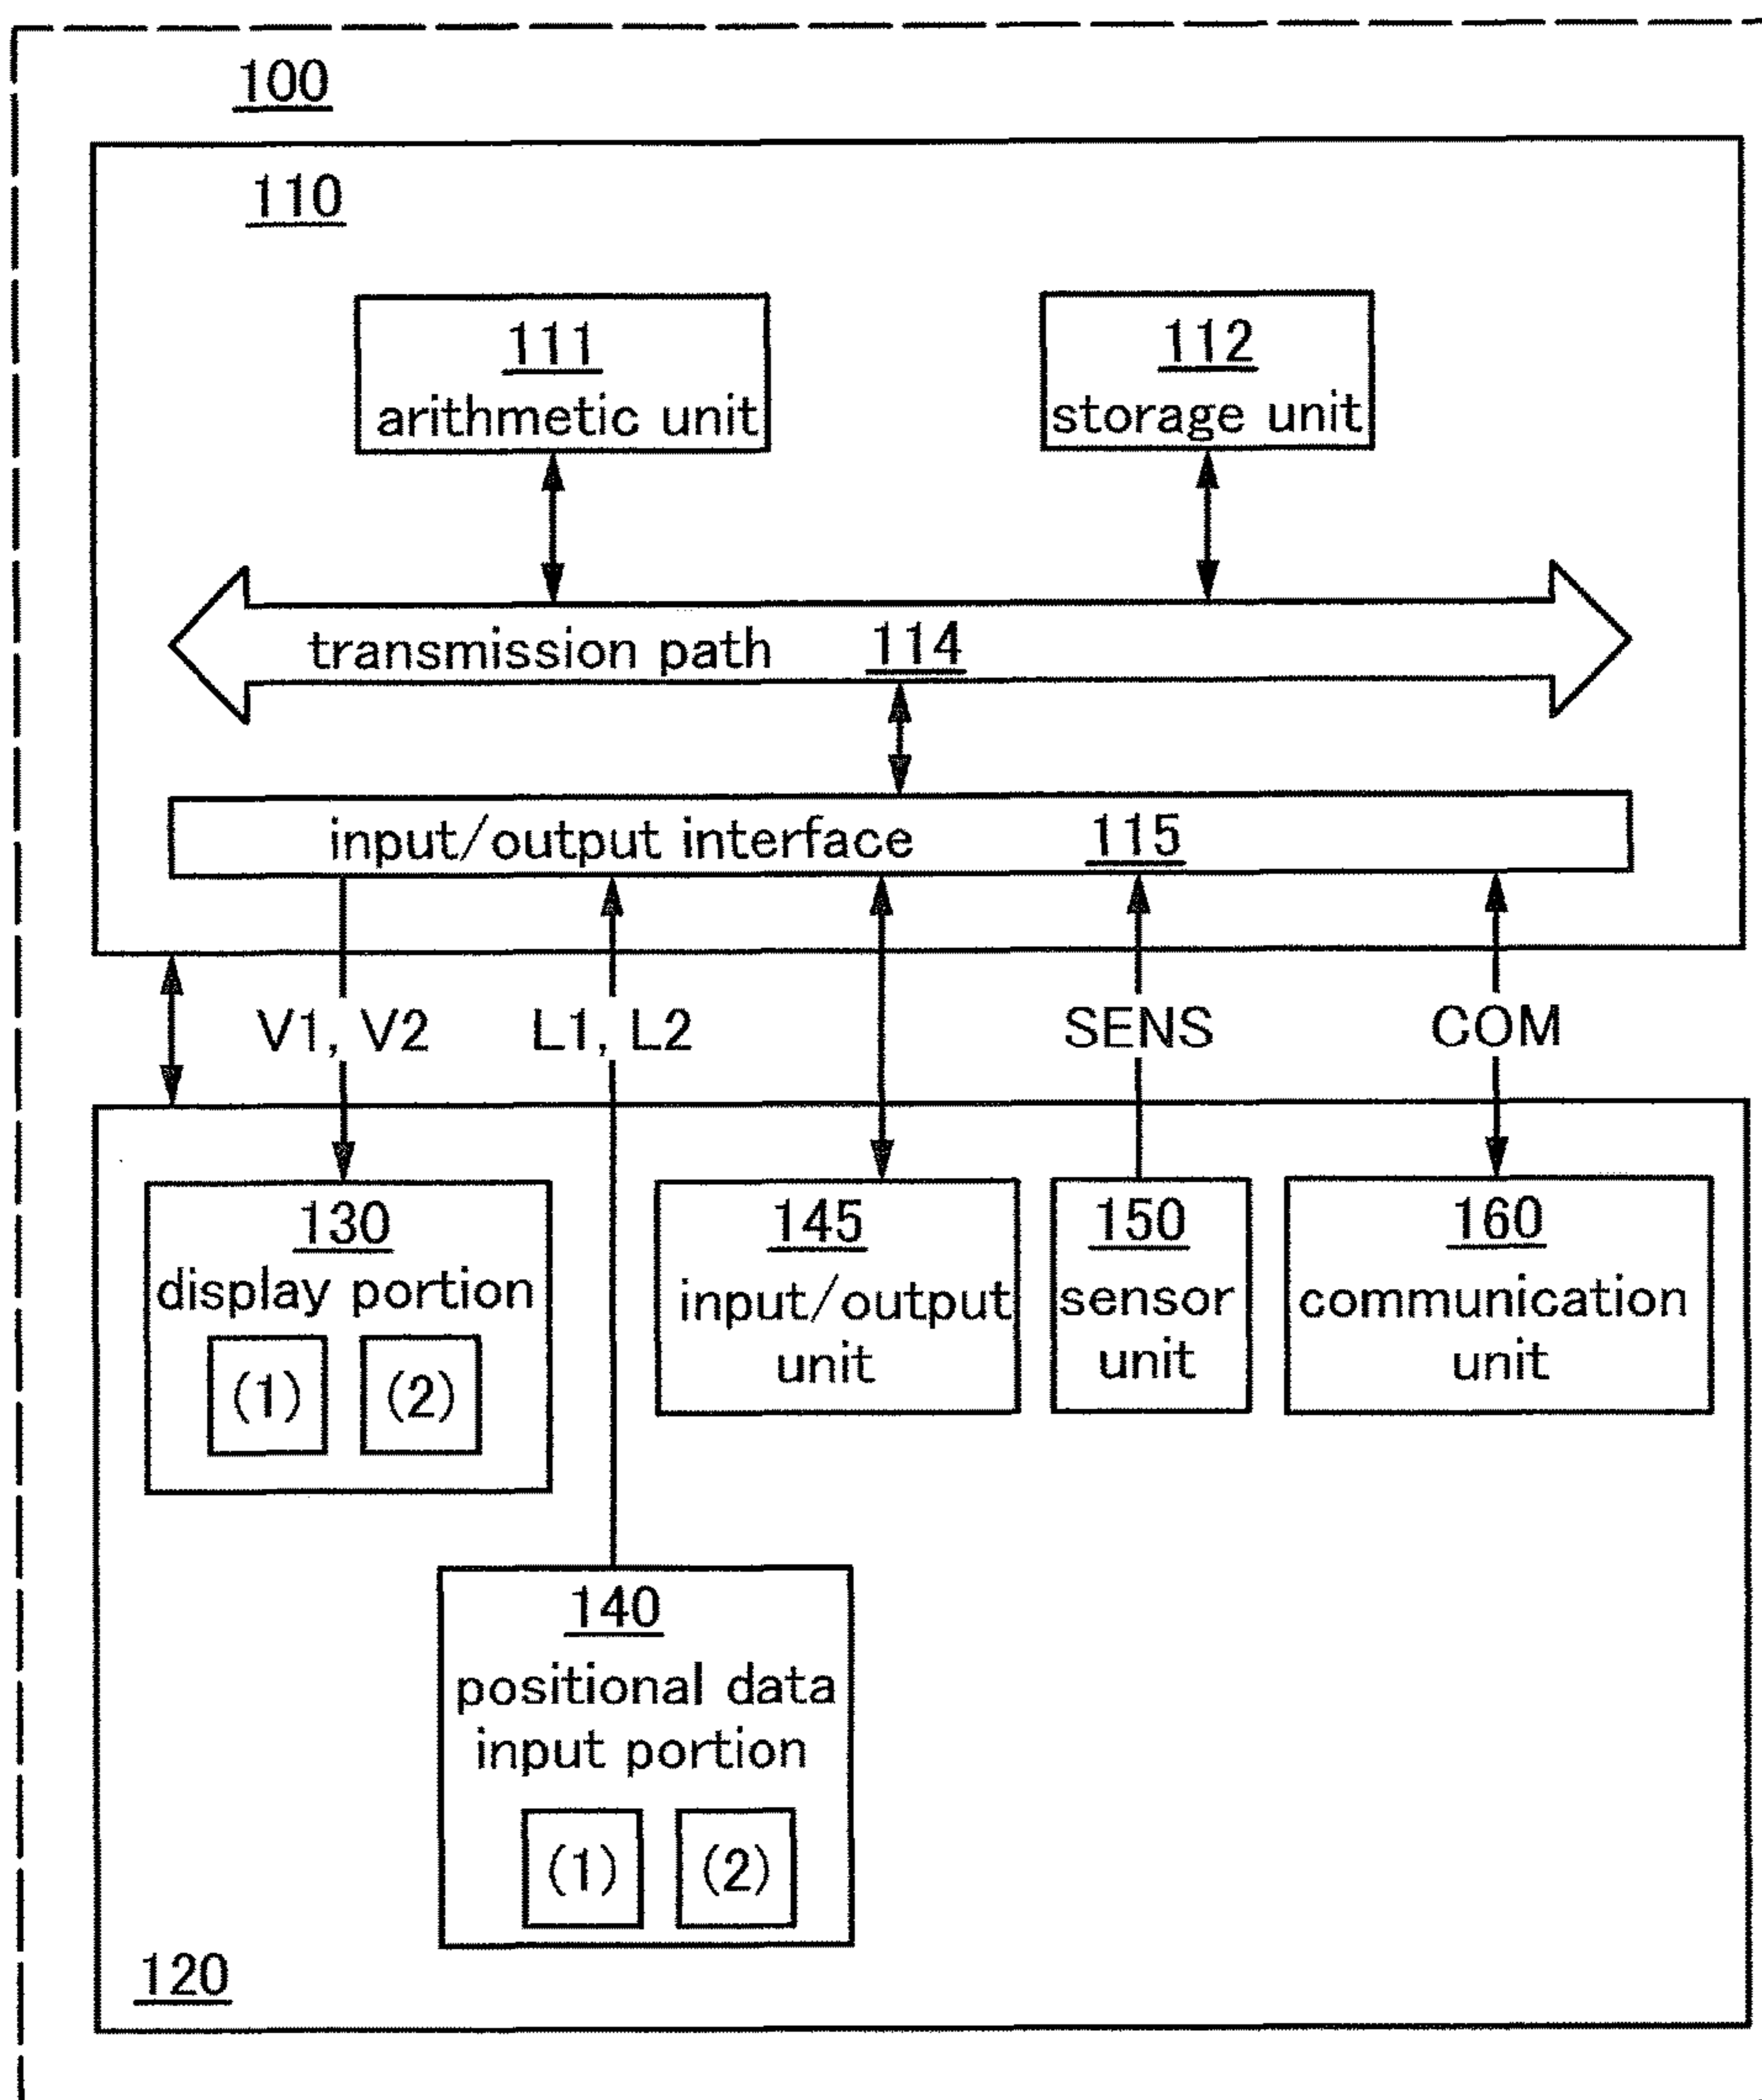 100
110
111
arithmetic unit
112
storage unit
transmission path 114
input/output interface 115
V1, V2
L1, L2
SENS
COM
130
display portion
(1) (2)
145
input/output
unit
150
sensor
unit
160
communication
unit
140
positional data
input portion
(1) (2)
120